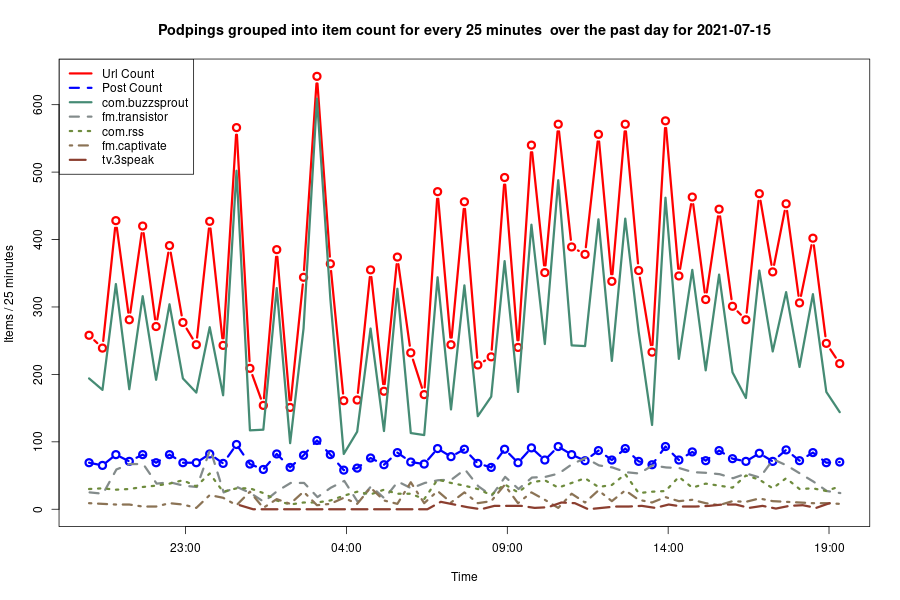 Podpings grouped into item count for every 25 minutes  over the past day for 2021-07-15
Url Count
Post Count
com.buzzsprout
fm.transistor
com.rss
fm.captivate
tv.3speak
600
500
400
300
200
100
0
Items / 25 minutes
23:00 04:00 09:00 14:00 19:00
Time